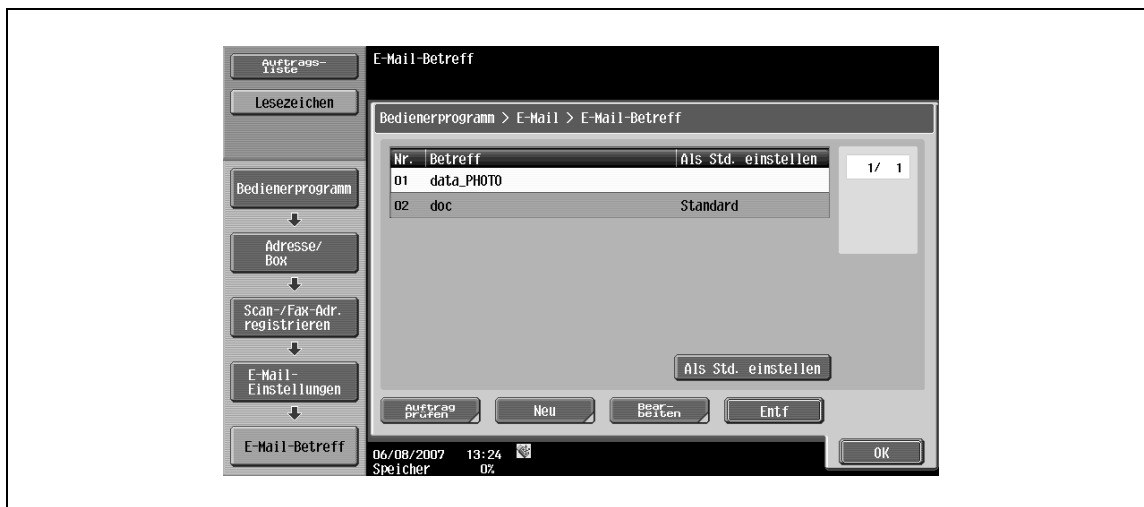 Auftrags-
liste
Lesezeichen
Bedienerprogramm
Adresse/
Box
Scan-/Fax-Adr.
registrieren
E-Mail-
Einstellungen
E-Mail-Betreff
E-Mail-Betreff
Bedienerprogramm > E-Mail > E-Mail-Betreff
Nr. Betreff Als Std. einstellen
01 data_PHOTO
02 doc Standard
1/ 1
Als Std. einstellen
Auftrag
prüfen
Neu
Bear-
beiten
Entf
06/08/2007 13:24
Speicher 0%
OK